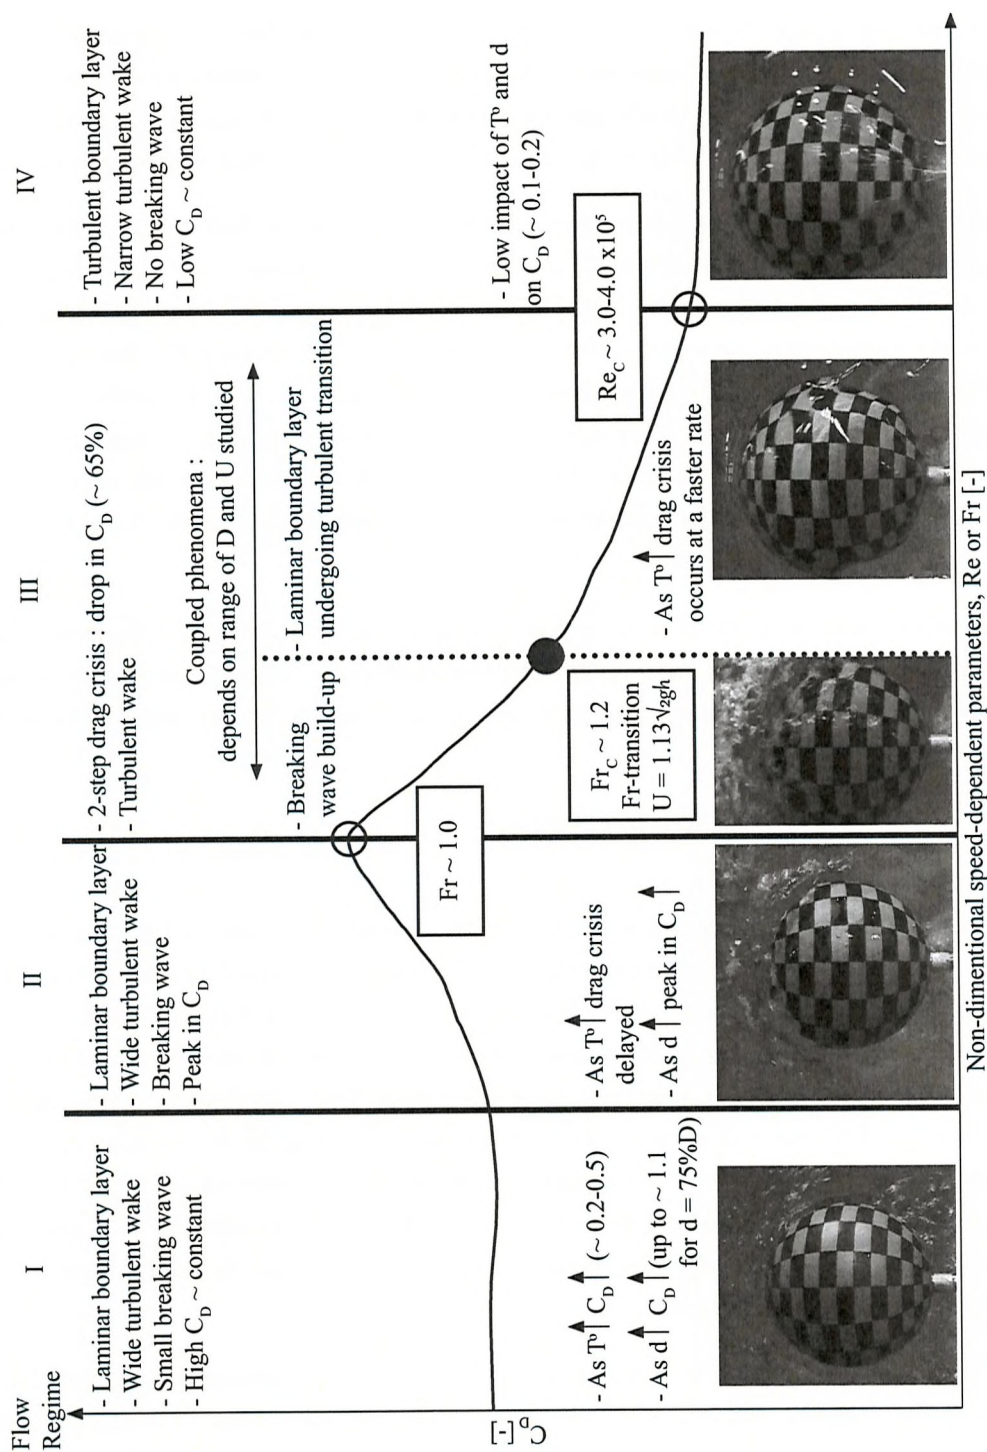 Flow
Regime
I
II
III
IV
- Laminar boundary layer
- Wide turbulent wake
- Small breaking wave
- High C_D ~ constant
- Laminar boundary layer
- Wide turbulent wake
- Breaking wave
- Peak in C_D
- 2-step drag crisis : drop in C_D (~ 65%)
- Turbulent wake
Coupled phenomena :
depends on range of D and U studied
- Breaking
wave build-up
- Laminar boundary layer
undergoing turbulent transition
- Turbulent boundary layer
- Narrow turbulent wake
- No breaking wave
- Low C_D ~ constant
C_D [-]
Fr ~ 1.0
Fr_C ~ 1.2
Fr-transition
U = 1.13√2gh
Re_C ~ 3.0-4.0 x10⁵
- Low impact of Tº and d
on C_D (~ 0.1-0.2)
- As Tº↑ C_D↑ (~ 0.2-0.5)
- As d↑ C_D↑ (up to ~ 1.1
for d = 75%D)
- As Tº↑ drag crisis
delayed
- As d↑ peak in C_D↑
- As Tº↑ drag crisis
occurs at a faster rate
Non-dimentional speed-dependent parameters, Re or Fr [-]